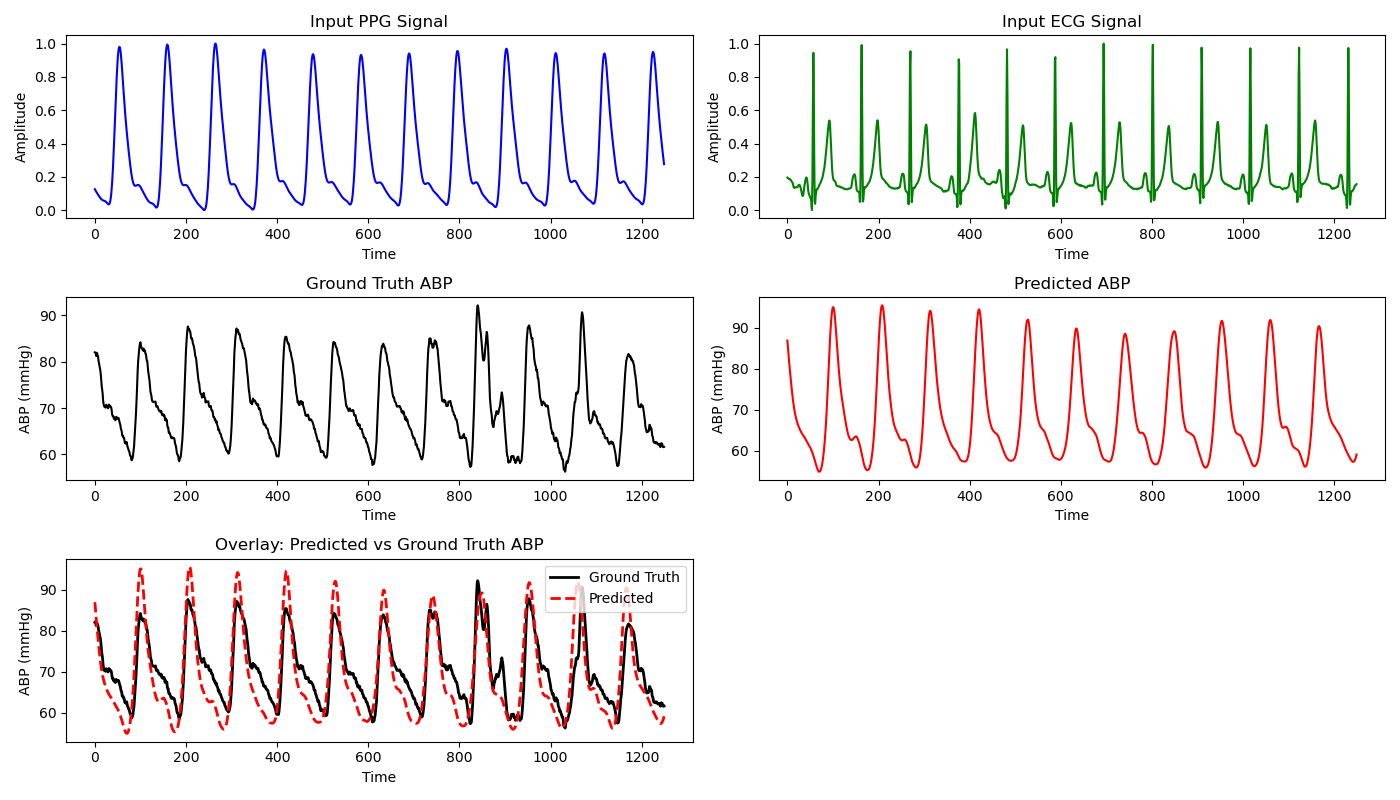 Input PPG Signal
Input ECG Signal
1.0
0.8
0.6
0.4
0.2
0.0
Amplitude
0 200 400 600 800 1000 1200
Time
1.0
0.8
0.6
0.4
0.2
0.0
Amplitude
0 200 400 600 800 1000 1200
Time
Ground Truth ABP
Predicted ABP
90
80
70
60
ABP (mmHg)
0 200 400 600 800 1000 1200
Time
90
80
70
60
ABP (mmHg)
0 200 400 600 800 1000 1200
Time
Overlay: Predicted vs Ground Truth ABP
Ground Truth
Predicted
90
80
70
60
ABP (mmHg)
0 200 400 600 800 1000 1200
Time